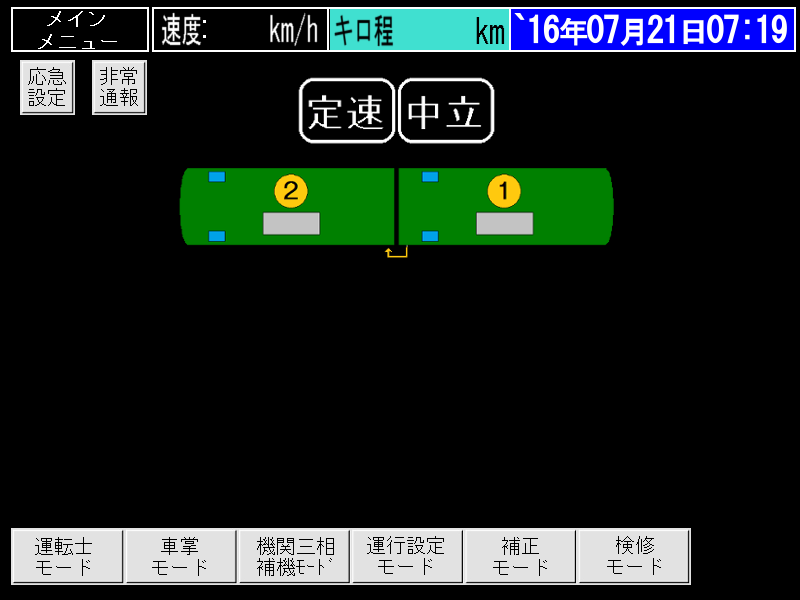 メイン
メニュー
速度: km/h
キロ程 km
`16年07月21日07:19
応急
設定
非常
通報
定速 中立
2 1
運転士
モード
車掌
モード
機関三相
補機ﾓｰﾄﾞ
運行設定
モード
補正
モード
検修
モード